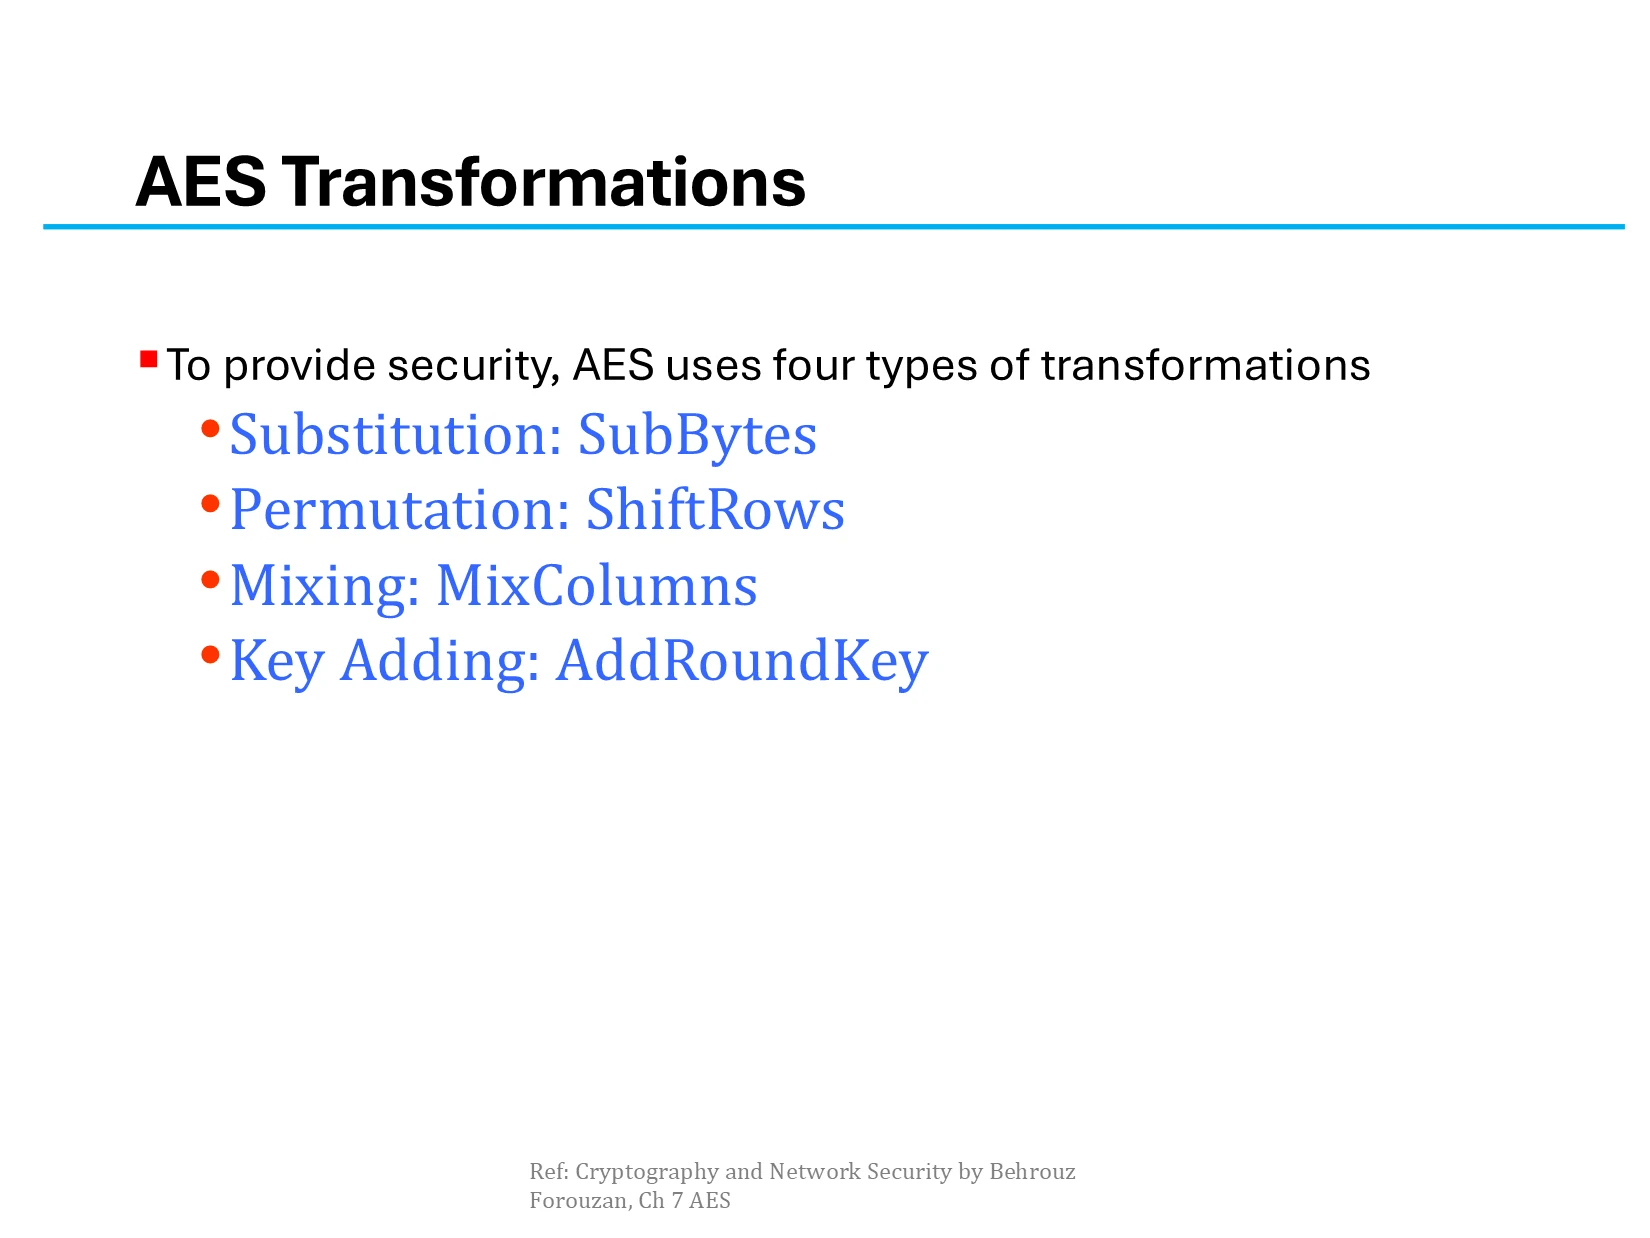 AES Transformations
To provide security, AES uses four types of transformations
Substitution: SubBytes
Permutation: ShiftRows
Mixing: MixColumns
Key Adding: AddRoundKey
Ref: Cryptography and Network Security by Behrouz
Forouzan, Ch 7 AES